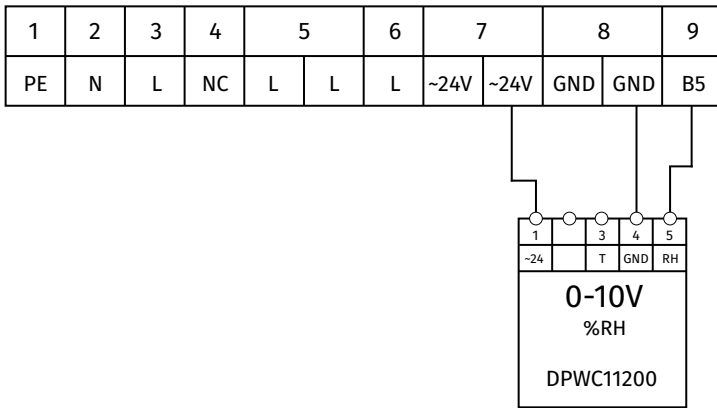 1 2 3 4 5 6 7 8 9
PE N L NC L L L ~24V ~24V GND GND B5
1 3 4 5
~24 T GND RH
0-10V
%RH
DPWC11200